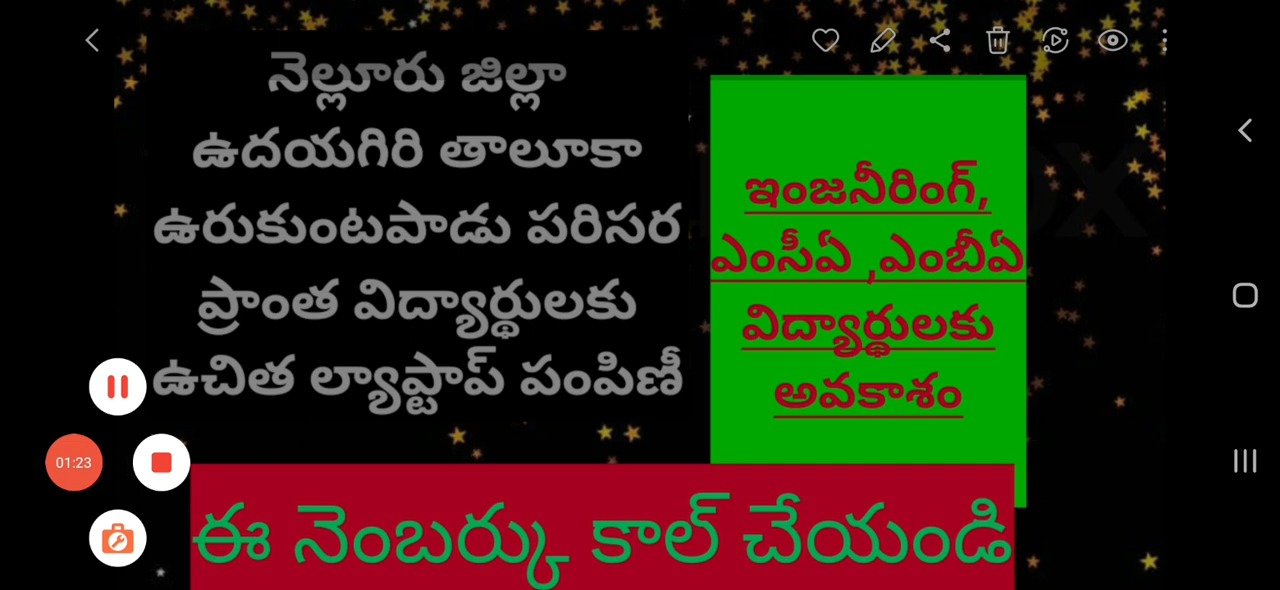 నెల్లూరు జిల్లా
ఉదయగిరి తాలూకా
ఉరుకుంటపాడు పరిసర
ప్రాంత విద్యార్థులకు
ఉచిత ల్యాప్టాప్ పంపిణీ
ఇంజనీరింగ్,
ఎంసీఏ ,ఎంబీఏ
విద్యార్థులకు
అవకాశం
01:23
ఈ నెంబర్కు కాల్ చేయండి